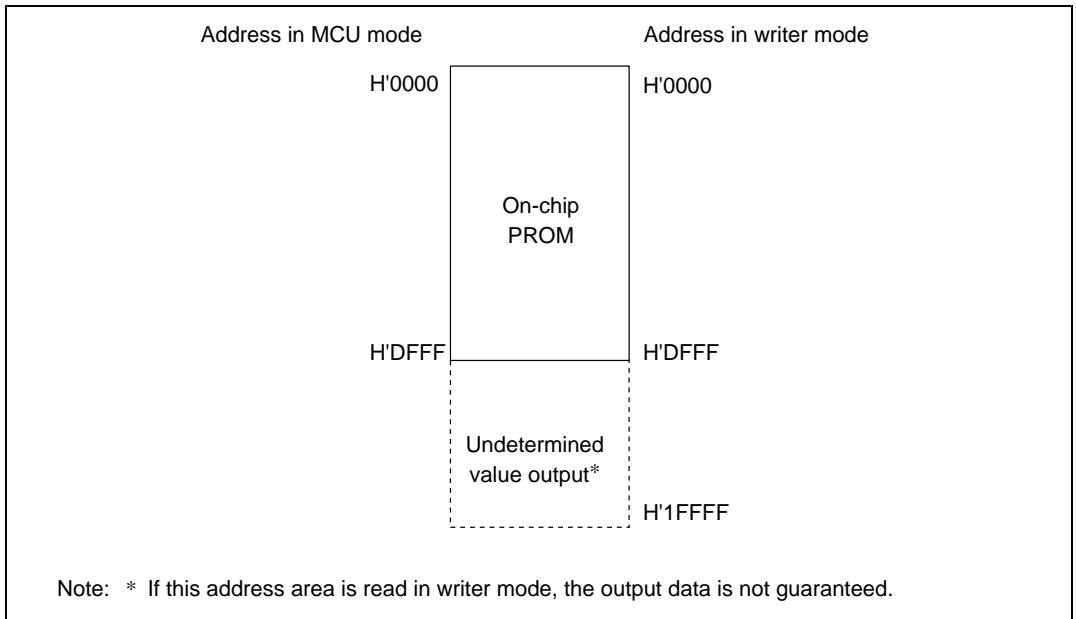 Address in MCU mode
Address in writer mode
H'0000
H'0000
On-chip
PROM
H'DFFF
H'DFFF
Undetermined
value output*
H'1FFFF
Note: * If this address area is read in writer mode, the output data is not guaranteed.